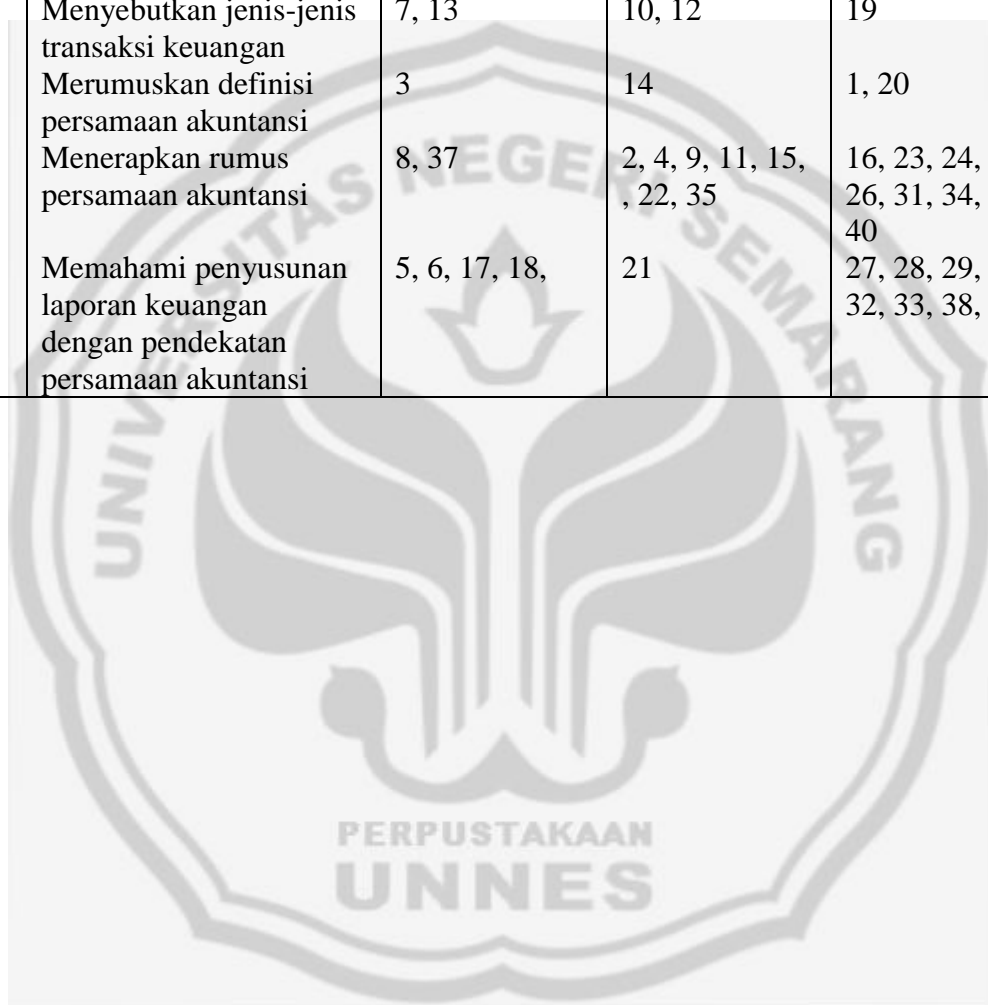 Menyebutkan jenis-jenis 7, 13 10, 12 19
transaksi keuangan
Merumuskan definisi 3 14 1, 20
persamaan akuntansi
Menerapkan rumus 8, 37 2, 4, 9, 11, 15, 16, 23, 24,
persamaan akuntansi , 22, 35 26, 31, 34,
40
Memahami penyusunan 5, 6, 17, 18, 21 27, 28, 29,
laporan keuangan 32, 33, 38,
dengan pendekatan
persamaan akuntansi
UNIVERSITAS NEGERI SEMARANG
PERPUSTAKAAN
UNNES